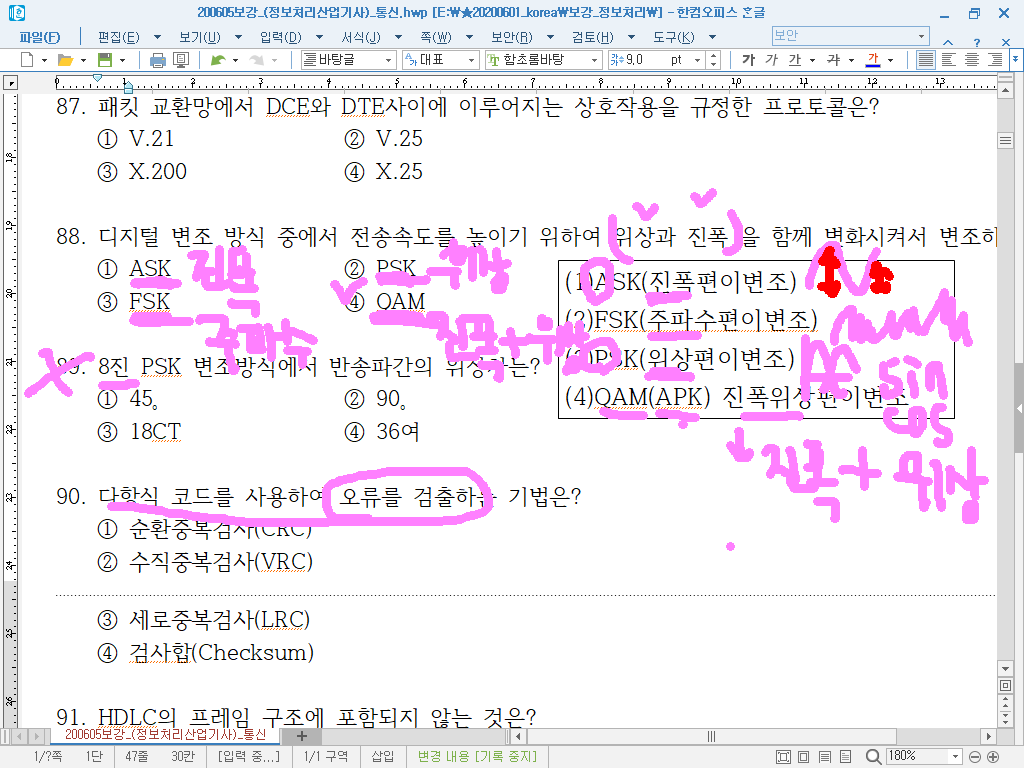 200605보강_(정보처리산업기사)_통신.hwp [E:\★20200601_korea\보강_정보처리\] - 한컴오피스 한글
파일(F) 편집(E) 보기(U) 입력(D) 서식(J) 쪽(W) 보안(R) 검토(H) 도구(K) 보안
바탕글 대표 함초롬바탕 9,0 pt 가 가 가 가 가
87. 패킷 교환망에서 DCE와 DTE사이에 이루어지는 상호작용을 규정한 프로토콜은?
① V.21 ② V.25
③ X.200 ④ X.25
88. 디지털 변조 방식 중에서 전송속도를 높이기 위하여 위상과 진폭을 함께 변화시켜서 변조하
① ASK 진폭 ② PSK 위상
③ FSK 주파수 ④ QAM 진폭+위상
(1)ASK(진폭편이변조)
(2)FSK(주파수편이변조)
(3)PSK(위상편이변조)
(4)QAM(APK) 진폭위상편이변조
sin
cos
진폭 + 위상
X
89. 8진 PSK 변조방식에서 반송파간의 위상차는?
① 45。 ② 90。
③ 18CT ④ 36여
90. 다항식 코드를 사용하여 오류를 검출하는 기법은?
① 순환중복검사(CRC)
② 수직중복검사(VRC)
③ 세로중복검사(LRC)
④ 검사합(Checksum)
91. HDLC의 프레임 구조에 포함되지 않는 것은?
200605보강_(정보처리산업기사)_통신
1/?쪽 1단 47줄 30칸 [입력 중...] 1/1 구역 삽입 변경 내용 [기록 중지] 180%